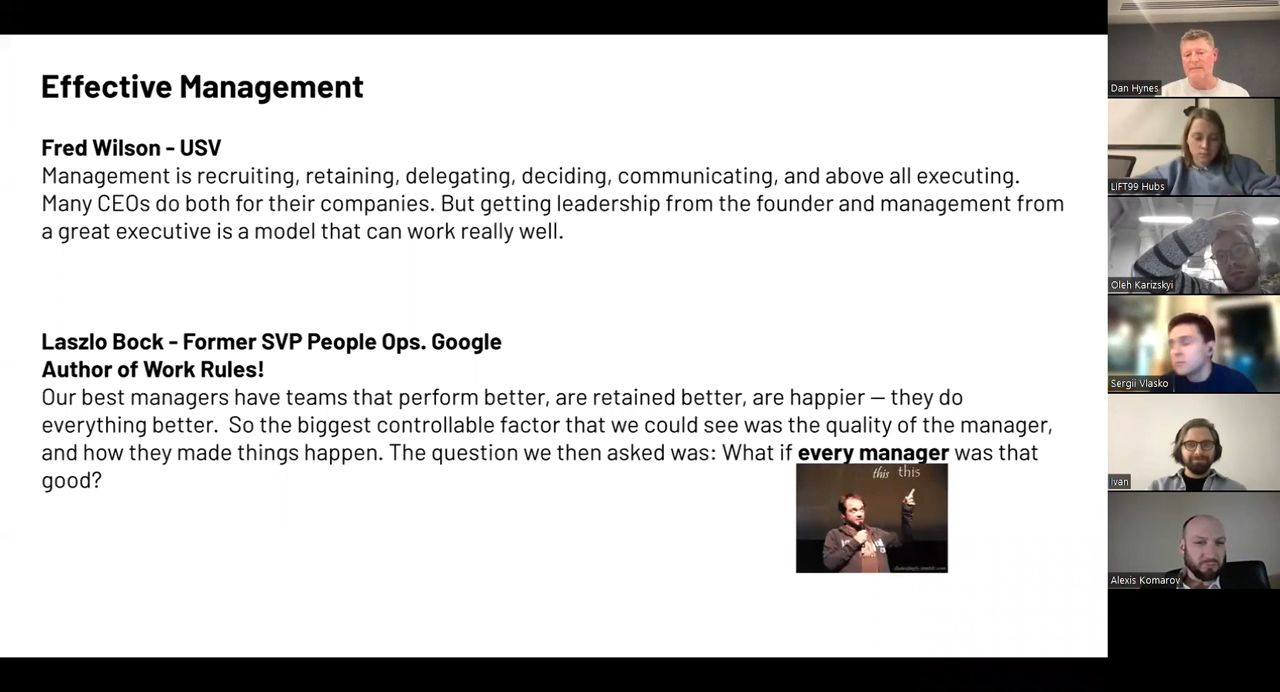 Effective Management
Fred Wilson - USV
Management is recruiting, retaining, delegating, deciding, communicating, and above all executing.
Many CEOs do both for their companies. But getting leadership from the founder and management from
a great executive is a model that can work really well.
Laszlo Bock - Former SVP People Ops. Google
Author of Work Rules!
Our best managers have teams that perform better, are retained better, are happier — they do
everything better.  So the biggest controllable factor that we could see was the quality of the manager,
and how they made things happen. The question we then asked was: What if every manager was that
good?
this this
Dan Hynes
LIFT99 Hubs
Oleh Karizskyi
Sergii Vlasko
Ivan
Alexis Komarov